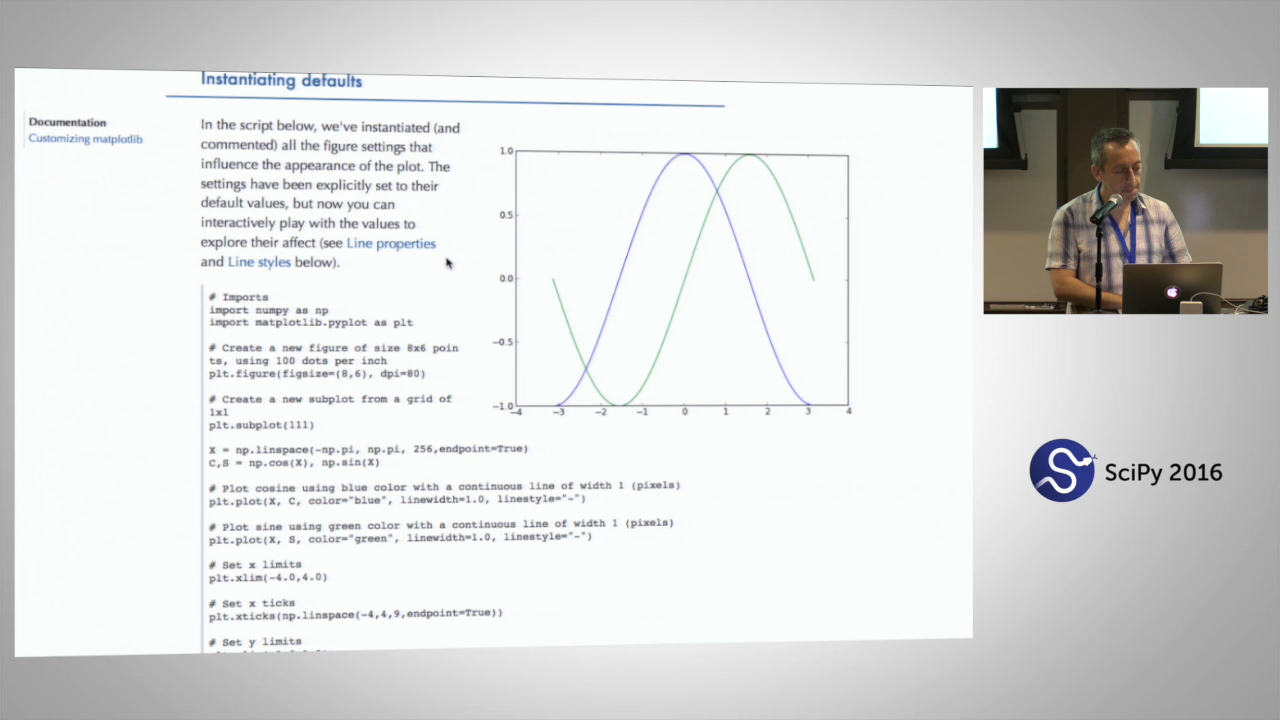 Instantiating defaults
Documentation
Customizing matplotlib
In the script below, we've instantiated (and
commented) all the figure settings that
influence the appearance of the plot. The
settings have been explicitly set to their
default values, but now you can
interactively play with the values to
explore their affect (see Line properties
and Line styles below).
# Imports
import numpy as np
import matplotlib.pyplot as plt
# Create a new figure of size 8x6 poin
ts, using 100 dots per inch
plt.figure(figsize=(8,6), dpi=80)
# Create a new subplot from a grid of
1x1
plt.subplot(111)
X = np.linspace(-np.pi, np.pi, 256,endpoint=True)
C,S = np.cos(X), np.sin(X)
# Plot cosine using blue color with a continuous line of width 1 (pixels)
plt.plot(X, C, color="blue", linewidth=1.0, linestyle="-")
# Plot sine using green color with a continuous line of width 1 (pixels)
plt.plot(X, S, color="green", linewidth=1.0, linestyle="-")
# Set x limits
plt.xlim(-4.0,4.0)
# Set x ticks
plt.xticks(np.linspace(-4,4,9,endpoint=True))
# Set y limits
1.0
0.5
0.0
−0.5
−1.0
−4 −3 −2 −1 0 1 2 3 4
SciPy 2016